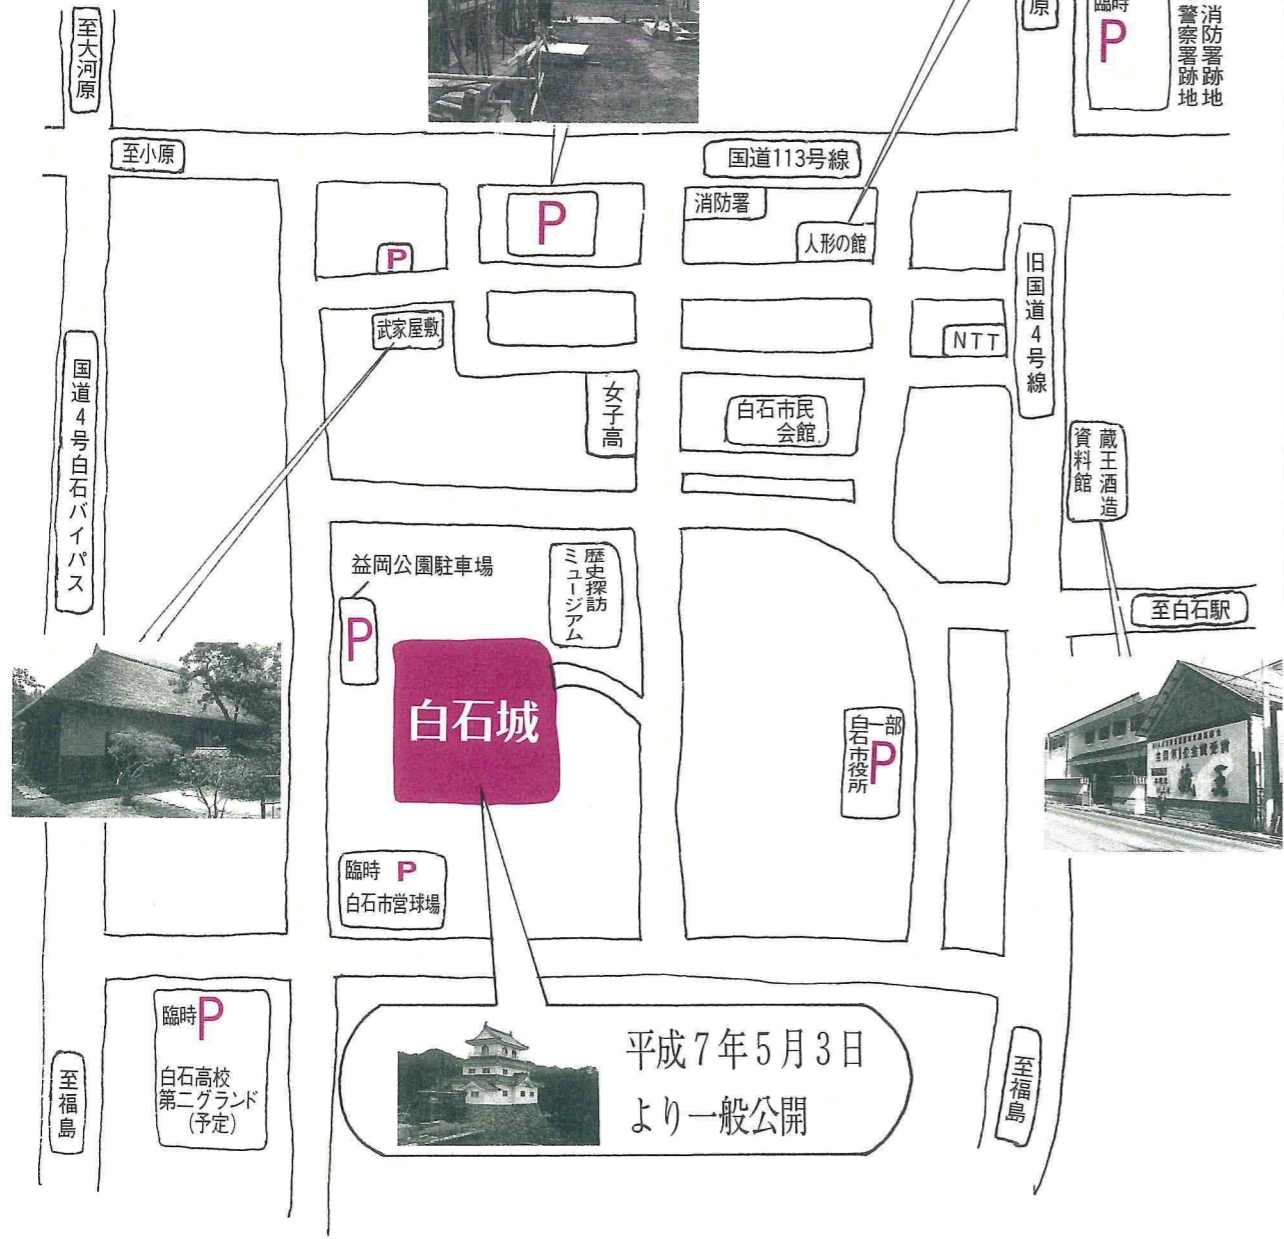 至大河原
原
臨時
P
消防署跡地
警察署跡地
至小原
国道113号線
消防署
人形の館
P
P
旧国道4号線
武家屋敷
NTT
国道4号白石バイパス
女子高
白石市民
会館
蔵王酒造
資料館
益岡公園駐車場
P
歴史探訪
ミュージアム
至白石駅
白石城
一部
P
白石市役所
臨時 P
白石市営球場
臨時P
白石高校
第二グランド
(予定)
至福島
平成7年5月3日
より一般公開
至福島